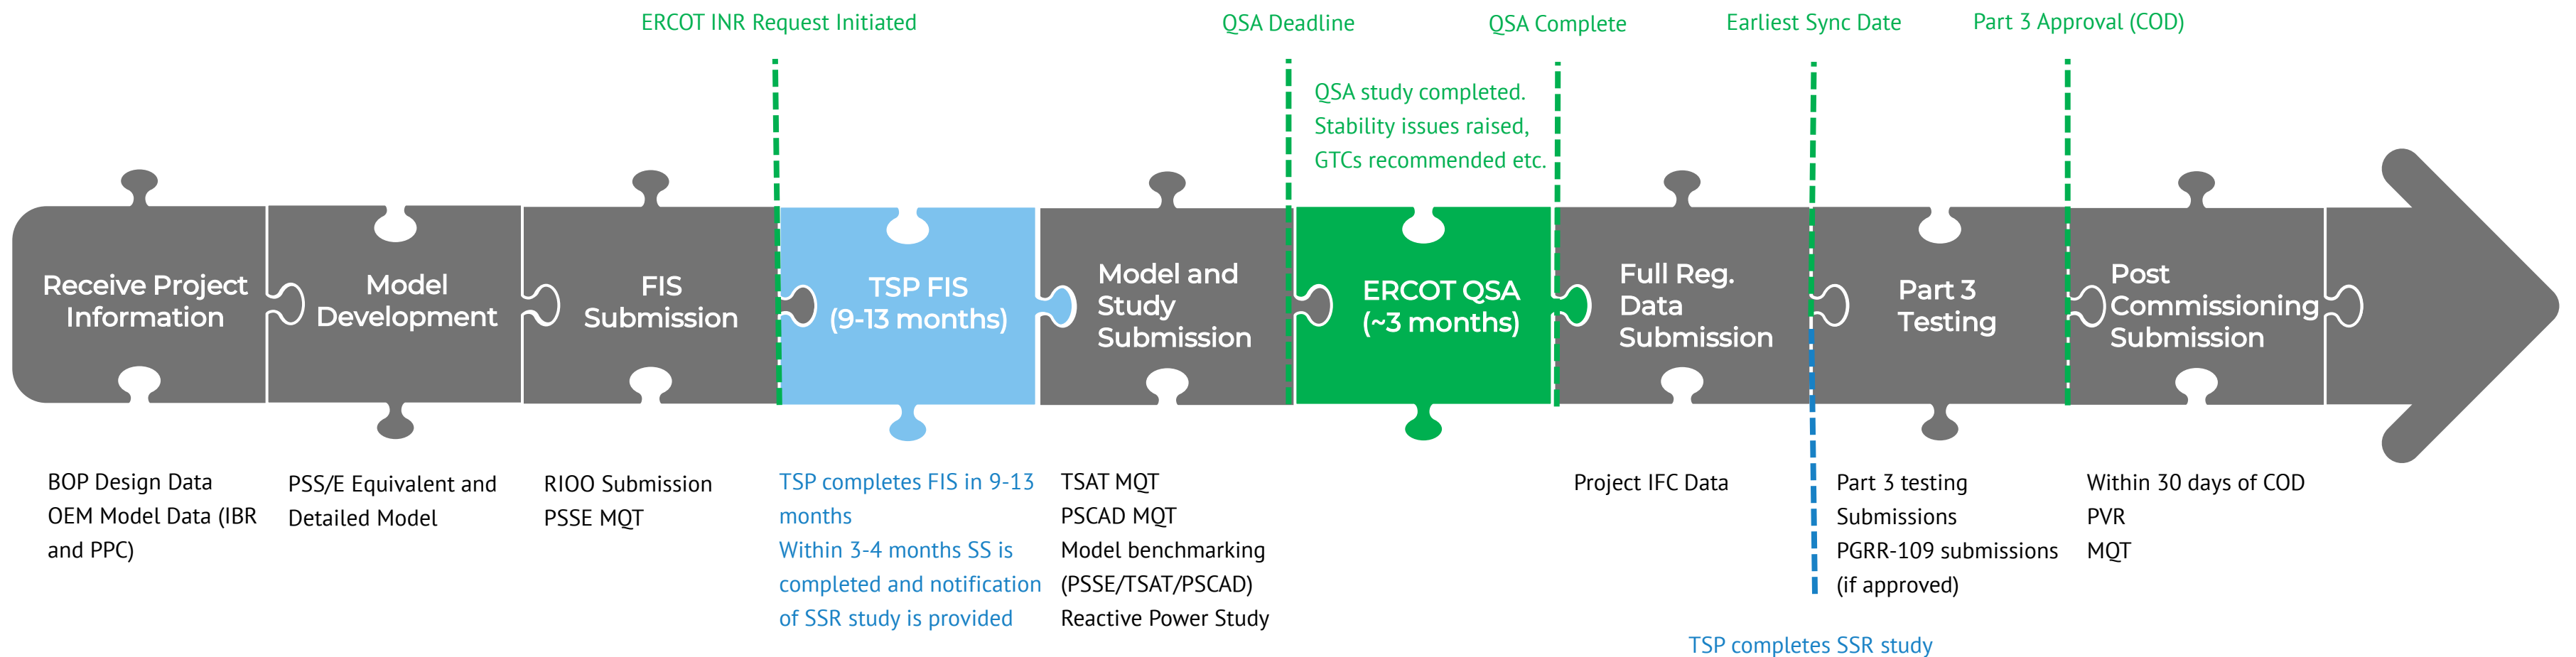 ERCOT INR Request Initiated
QSA Deadline
QSA Complete
Earliest Sync Date
Part 3 Approval (COD)
QSA study completed.
Stability issues raised,
GTCs recommended etc.
Receive Project
Information
Model
Development
FIS
Submission
TSP FIS
(9-13 months)
Model and
Study
Submission
ERCOT QSA
(~3 months)
Full Reg.
Data
Submission
Part 3
Testing
Post
Commissioning
Submission
BOP Design Data
OEM Model Data (IBR
and PPC)
PSS/E Equivalent and
Detailed Model
RIOO Submission
PSSE MQT
TSP completes FIS in 9-13
months
Within 3-4 months SS is
completed and notification
of SSR study is provided
TSAT MQT
PSCAD MQT
Model benchmarking
(PSSE/TSAT/PSCAD)
Reactive Power Study
Project IFC Data
Part 3 testing
Submissions
PGRR-109 submissions
(if approved)
Within 30 days of COD
PVR
MQT
TSP completes SSR study